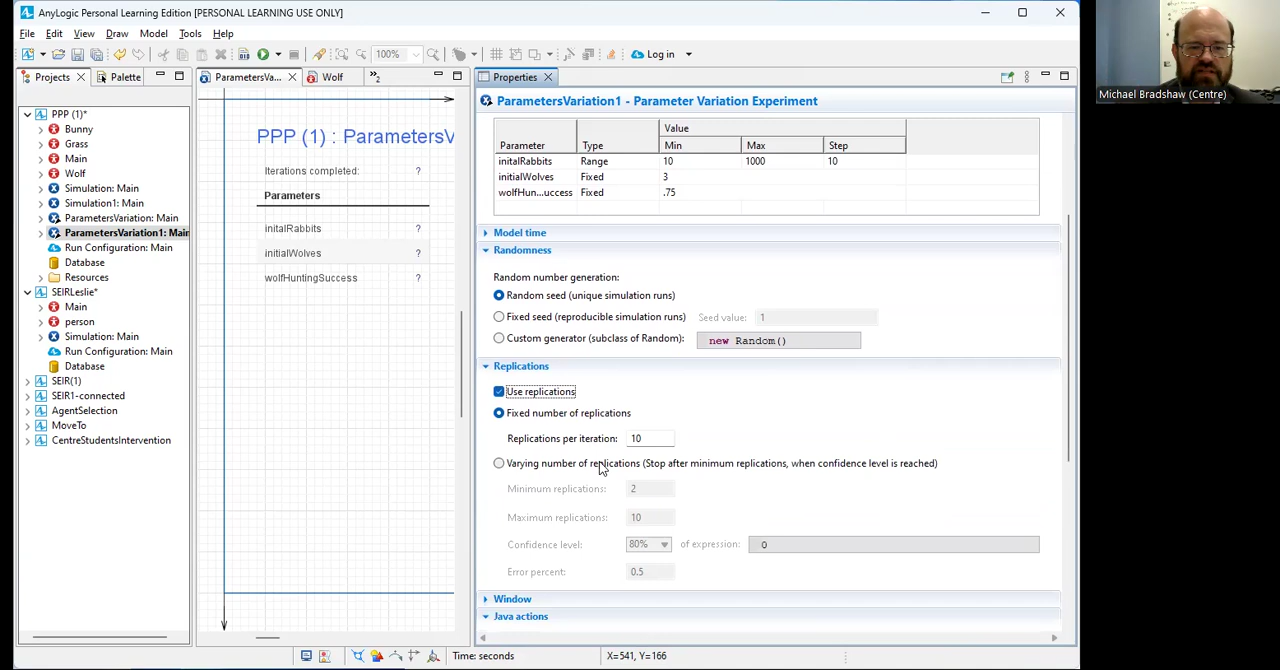 AnyLogic Personal Learning Edition [PERSONAL LEARNING USE ONLY]
File Edit View Draw Model Tools Help
100% Log in
Projects Palette
ParametersVa... Wolf »2
Properties
Michael Bradshaw (Centre)
PPP (1)*
Bunny
Grass
Main
Wolf
Simulation: Main
Simulation1: Main
ParametersVariation: Main
ParametersVariation1: Main
Run Configuration: Main
Database
Resources
SEIRLeslie*
Main
person
Simulation: Main
Run Configuration: Main
Database
SEIR(1)
SEIR1-connected
AgentSelection
MoveTo
CentreStudentsIntervention
PPP (1) : ParametersV
Iterations completed: ?
Parameters
initalRabbits ?
initialWolves ?
wolfHuntingSuccess ?
ParametersVariation1 - Parameter Variation Experiment
Value
Parameter Type Min Max Step
initalRabbits Range 10 1000 10
initialWolves Fixed 3
wolfHun...uccess Fixed .75
Model time
Randomness
Random number generation:
Random seed (unique simulation runs)
Fixed seed (reproducible simulation runs) Seed value: 1
Custom generator (subclass of Random): new Random()
Replications
Use replications
Fixed number of replications
Replications per iteration: 10
Varying number of replications (Stop after minimum replications, when confidence level is reached)
Minimum replications: 2
Maximum replications: 10
Confidence level: 80% of expression: 0
Error percent: 0.5
Window
Java actions
Time: seconds X=541, Y=166